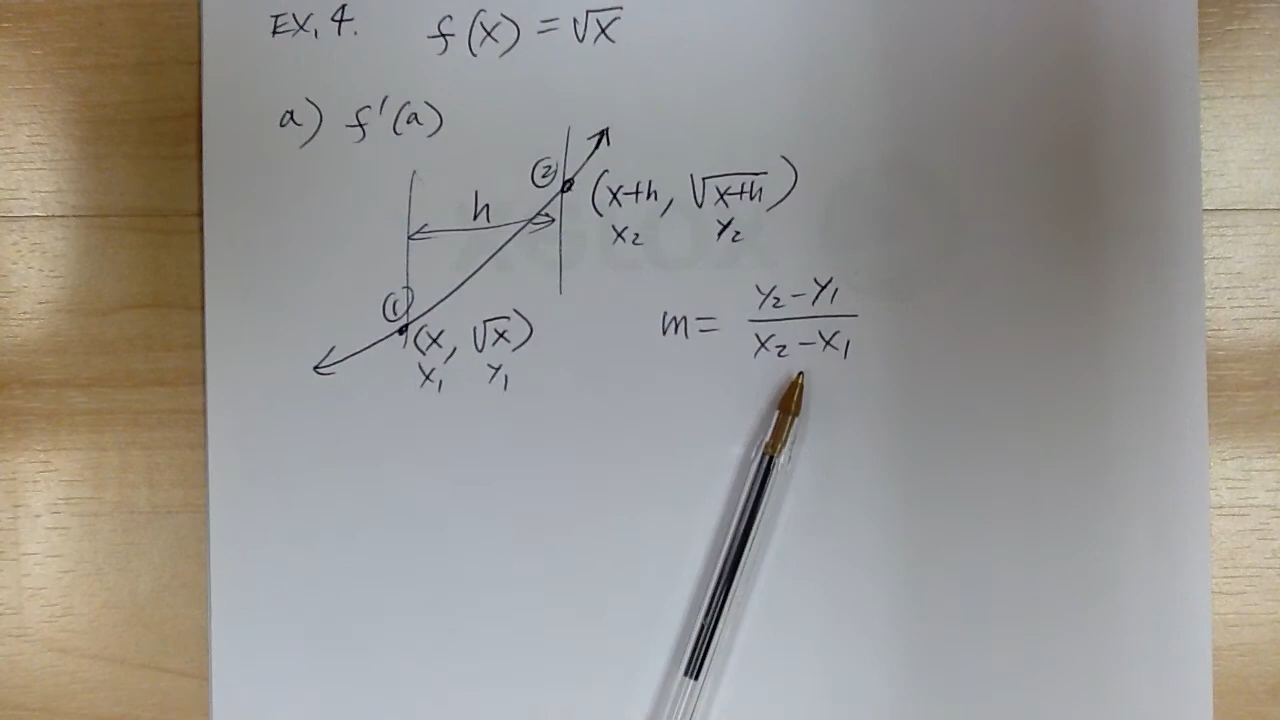 EX, 4. f(x) = √x
a) f'(a)
② (x+h, √x+h)
h x₂ y₂
① (x, √x)
x₁ y₁
m = y₂-y₁ / x₂-x₁